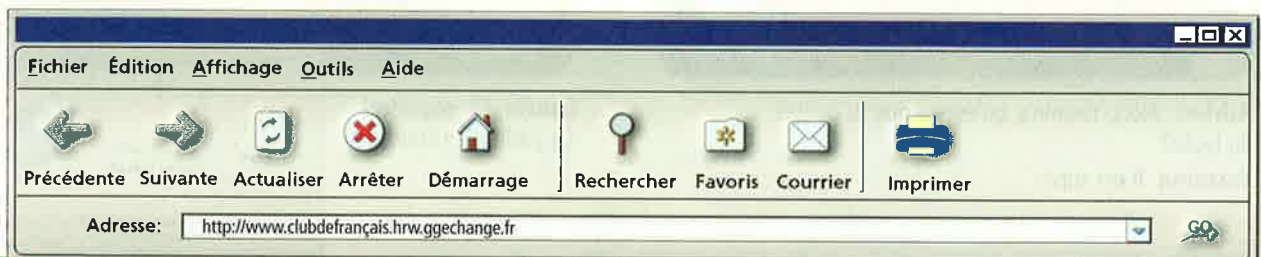 Fichier Édition Affichage Outils Aide
Précédente Suivante Actualiser Arrêter Démarrage Rechercher Favoris Courrier Imprimer
Adresse: http://www.clubdefrançais.hrw.ggechange.fr GO